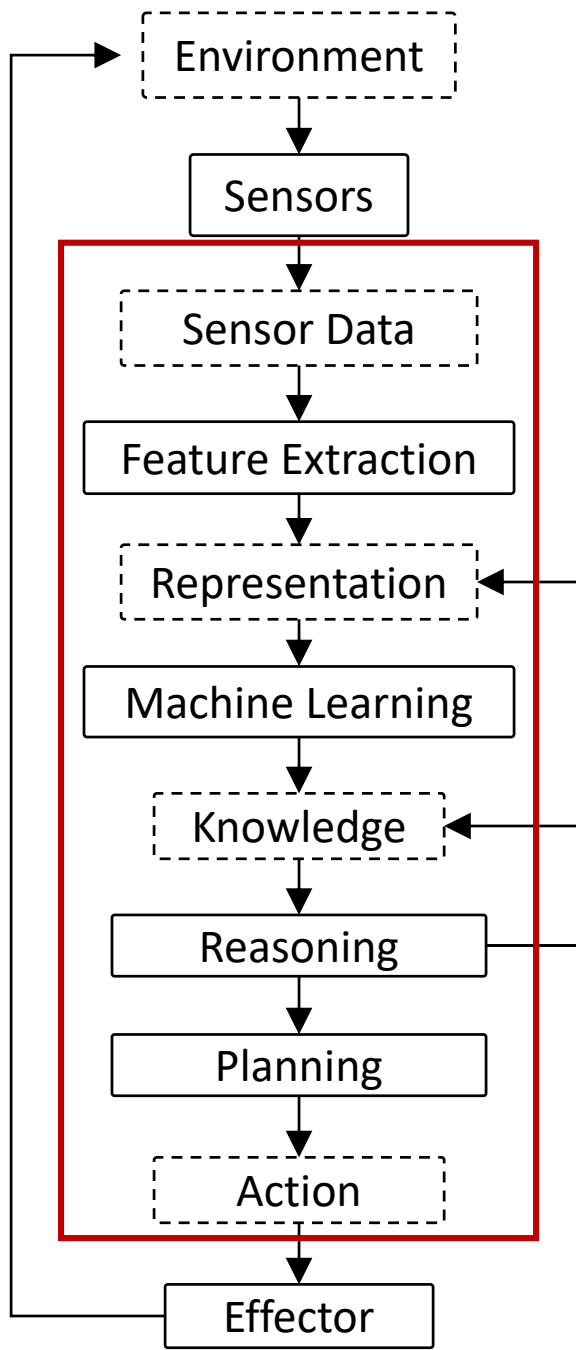 Environment
Sensors
Sensor Data
Feature Extraction
Representation
Machine Learning
Knowledge
Reasoning
Planning
Action
Effector